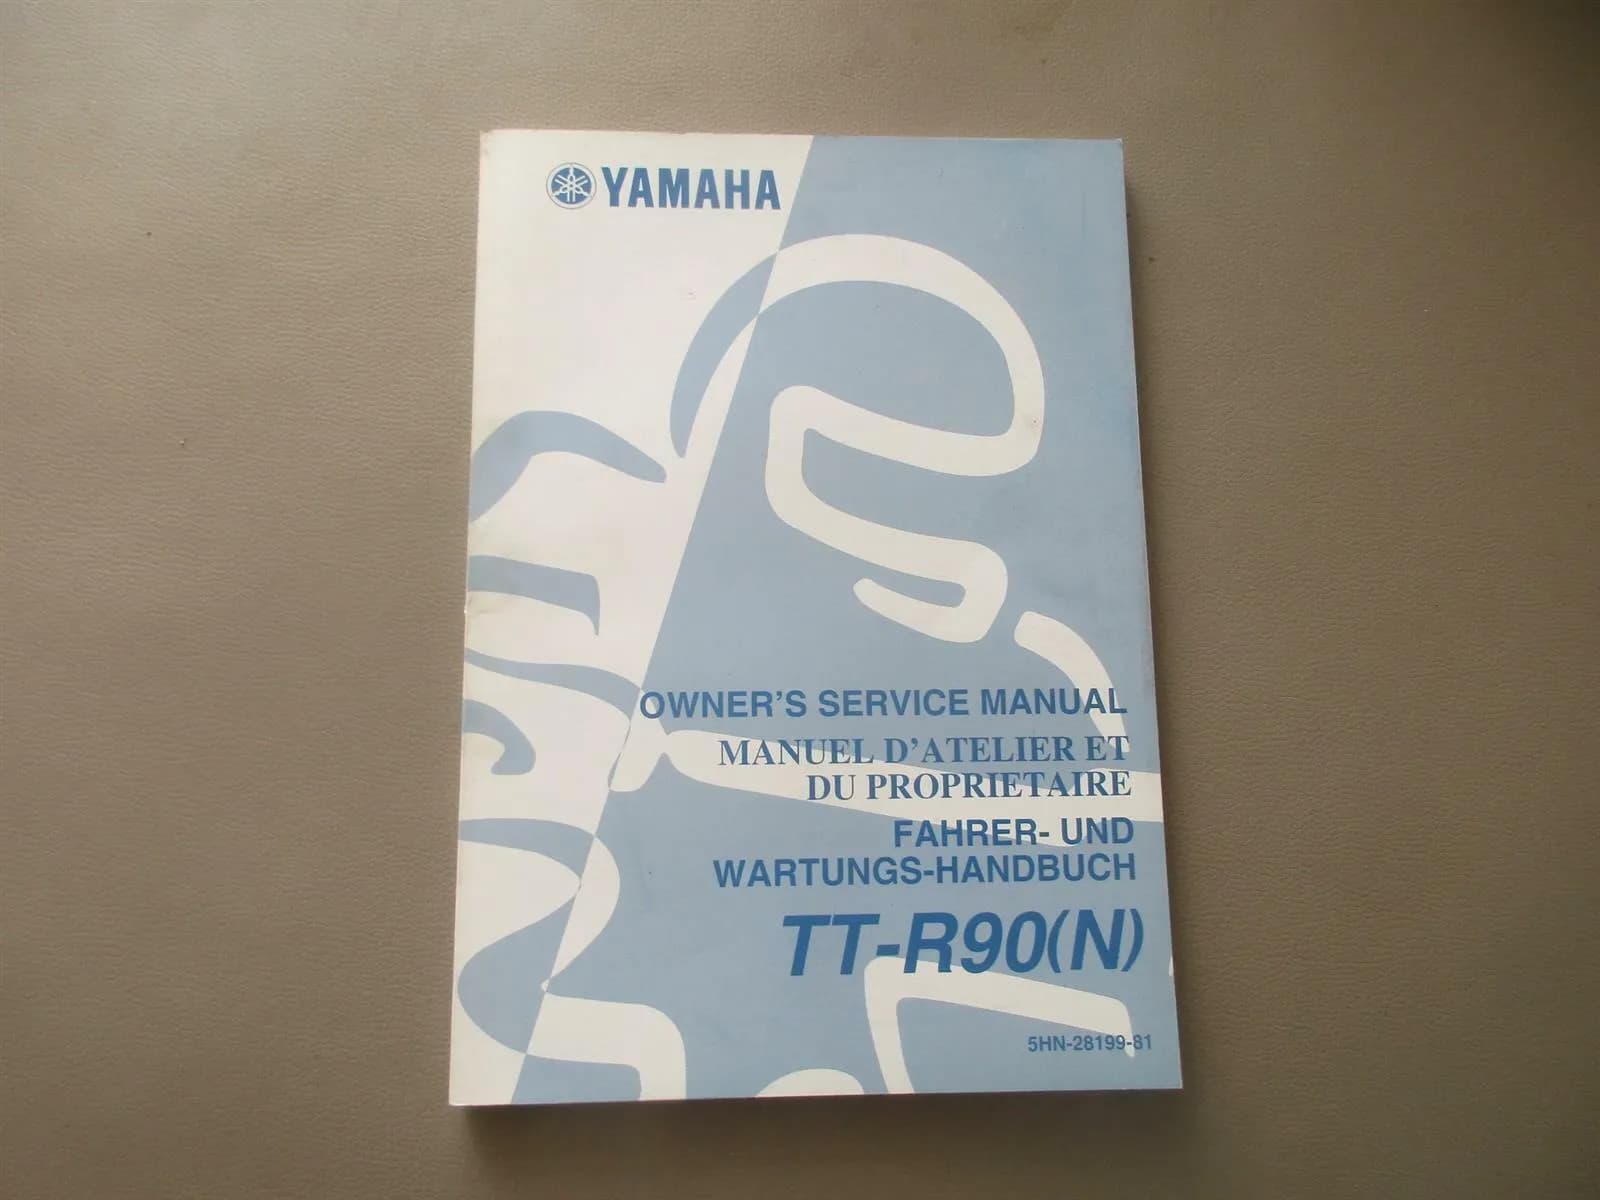 YAMAHA
OWNER'S SERVICE MANUAL
MANUEL D'ATELIER ET
DU PROPRIETAIRE
FAHRER- UND
WARTUNGS-HANDBUCH
TT-R90(N)
5HN-28199-81